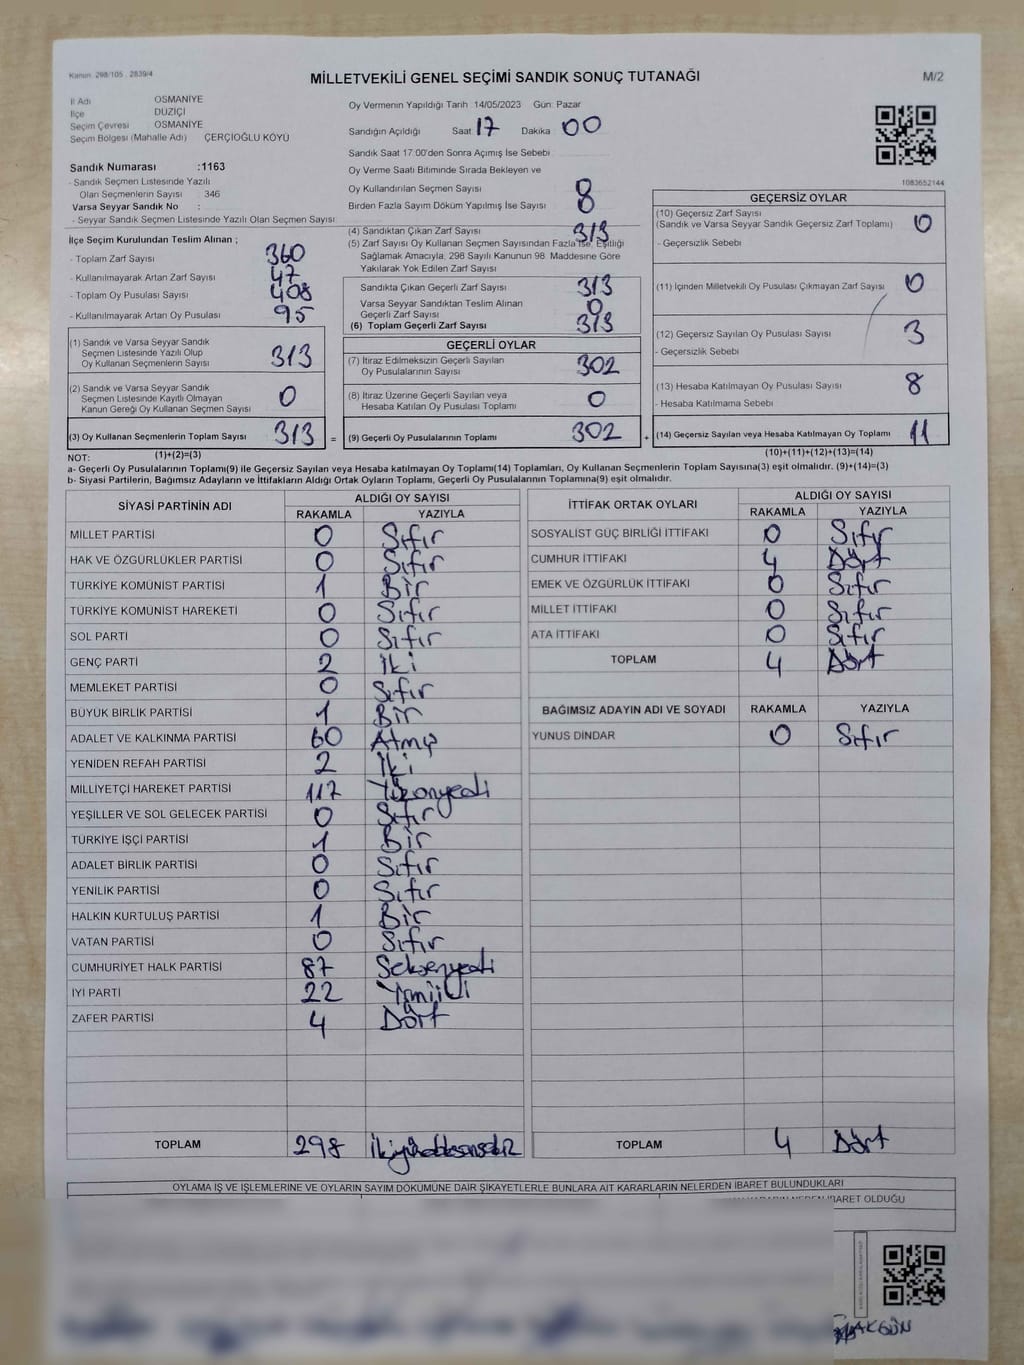 Kanun: 298/105 , 2839/4
MİLLETVEKİLİ GENEL SEÇİMİ SANDIK SONUÇ TUTANAĞI
M/2
İl Adı OSMANİYE
İlçe DÜZİÇİ
Seçim Çevresi OSMANİYE
Seçim Bölgesi (Mahalle Adı) ÇERÇİOĞLU KÖYÜ
Sandık Numarası :1163
- Sandık Seçmen Listesinde Yazılı
Olan Seçmenlerin Sayısı : 346
Varsa Seyyar Sandık No :
- Seyyar Sandık Seçmen Listesinde Yazılı Olan Seçmen Sayısı:
Oy Vermenin Yapıldığı Tarih 14/05/2023 Gün: Pazar
Sandığın Açıldığı Saat 17 Dakika 00
Sandık Saat 17:00'den Sonra Açımış İse Sebebi
Oy Verme Saati Bitiminde Sırada Bekleyen ve
Oy Kullandırılan Seçmen Sayısı
Birden Fazla Sayım Döküm Yapılmış İse Sayısı
8
1083652144
İlçe Seçim Kurulundan Teslim Alınan ;
- Toplam Zarf Sayısı 360
- Kullanılmayarak Artan Zarf Sayısı 47
- Toplam Oy Pusulası Sayısı 408
- Kullanılmayarak Artan Oy Pusulası 95
(1) Sandık ve Varsa Seyyar Sandık
Seçmen Listesinde Yazılı Olup
Oy Kullanan Seçmenlerin Sayısı 313
(2) Sandık ve Varsa Seyyar Sandık
Seçmen Listesinde Kayıtlı Olmayan
Kanun Gereği Oy Kullanan Seçmen Sayısı 0
(3) Oy Kullanan Seçmenlerin Toplam Sayısı 313 =
(1)+(2)=(3)
(4) Sandıktan Çıkan Zarf Sayısı 313
(5) Zarf Sayısı Oy Kullanan Seçmen Sayısından Fazla İse, Eşitliği
Sağlamak Amacıyla, 298 Sayılı Kanunun 98. Maddesine Göre
Yakılarak Yok Edilen Zarf Sayısı
Sandıkta Çıkan Geçerli Zarf Sayısı 313
Varsa Seyyar Sandıktan Teslim Alınan
Geçerli Zarf Sayısı 0
(6) Toplam Geçerli Zarf Sayısı 313
GEÇERLİ OYLAR
(7) İtiraz Edilmeksizin Geçerli Sayılan
Oy Pusulalarının Sayısı 302
(8) İtiraz Üzerine Geçerli Sayılan veya
Hesaba Katılan Oy Pusulası Toplamı 0
(9) Geçerli Oy Pusulalarının Toplamı 302 +
GEÇERSİZ OYLAR
(10) Geçersiz Zarf Sayısı
(Sandık ve Varsa Seyyar Sandık Geçersiz Zarf Toplamı) 0
- Geçersizlik Sebebi
(11) İçinden Milletvekili Oy Pusulası Çıkmayan Zarf Sayısı 0
(12) Geçersiz Sayılan Oy Pusulası Sayısı 3
- Geçersizlik Sebebi
(13) Hesaba Katılmayan Oy Pusulası Sayısı 8
- Hesaba Katılmama Sebebi
(14) Geçersiz Sayılan veya Hesaba Katılmayan Oy Toplamı 11
(10)+(11)+(12)+(13)=(14)
NOT:
a- Geçerli Oy Pusulalarının Toplamı(9) ile Geçersiz Sayılan veya Hesaba katılmayan Oy Toplamı(14) Toplamları, Oy Kullanan Seçmenlerin Toplam Sayısına(3) eşit olmalıdır. (9)+(14)=(3)
b- Siyasi Partilerin, Bağımsız Adayların ve İttifakların Aldığı Ortak Oyların Toplamı, Geçerli Oy Pusulalarının Toplamına(9) eşit olmalıdır.
SİYASİ PARTİNİN ADI ALDIĞI OY SAYISI
RAKAMLA YAZIYLA
MİLLET PARTİSİ 0 Sıfır
HAK VE ÖZGÜRLÜKLER PARTİSİ 0 Sıfır
TÜRKİYE KOMÜNİST PARTİSİ 1 Bir
TÜRKİYE KOMÜNİST HAREKETİ 0 Sıfır
SOL PARTİ 0 Sıfır
GENÇ PARTİ 2 İki
MEMLEKET PARTİSİ 0 Sıfır
BÜYÜK BİRLİK PARTİSİ 1 Bir
ADALET VE KALKINMA PARTİSİ 60 Atmış
YENİDEN REFAH PARTİSİ 2 İki
MİLLİYETÇİ HAREKET PARTİSİ 117 Yüzonyedi
YEŞİLLER VE SOL GELECEK PARTİSİ 0 Sıfır
TÜRKİYE İŞÇİ PARTİSİ 1 Bir
ADALET BİRLİK PARTİSİ 0 Sıfır
YENİLİK PARTİSİ 0 Sıfır
HALKIN KURTULUŞ PARTİSİ 1 Bir
VATAN PARTİSİ 0 Sıfır
CUMHURİYET HALK PARTİSİ 87 Seksenyedi
İYİ PARTİ 22 Yirmiiki
ZAFER PARTİSİ 4 Dört
TOPLAM 298
İTTİFAK ORTAK OYLARI ALDIĞI OY SAYISI
RAKAMLA YAZIYLA
SOSYALİST GÜÇ BİRLİĞİ İTTİFAKI 0 Sıfır
CUMHUR İTTİFAKI 4 Dört
EMEK VE ÖZGÜRLÜK İTTİFAKI 0 Sıfır
MİLLET İTTİFAKI 0 Sıfır
ATA İTTİFAKI 0 Sıfır
TOPLAM 4 Dört
BAĞIMSIZ ADAYIN ADI VE SOYADI RAKAMLA YAZIYLA
YUNUS DİNDAR 0 Sıfır
TOPLAM 4 Dört
OYLAMA İŞ VE İŞLEMLERİNE VE OYLARIN SAYIM DÖKÜMÜNE DAİR ŞİKAYETLERLE BUNLARA AİT KARARLARIN NELERDEN İBARET BULUNDUKLARI
İBARET OLDUĞU
AKGÜN